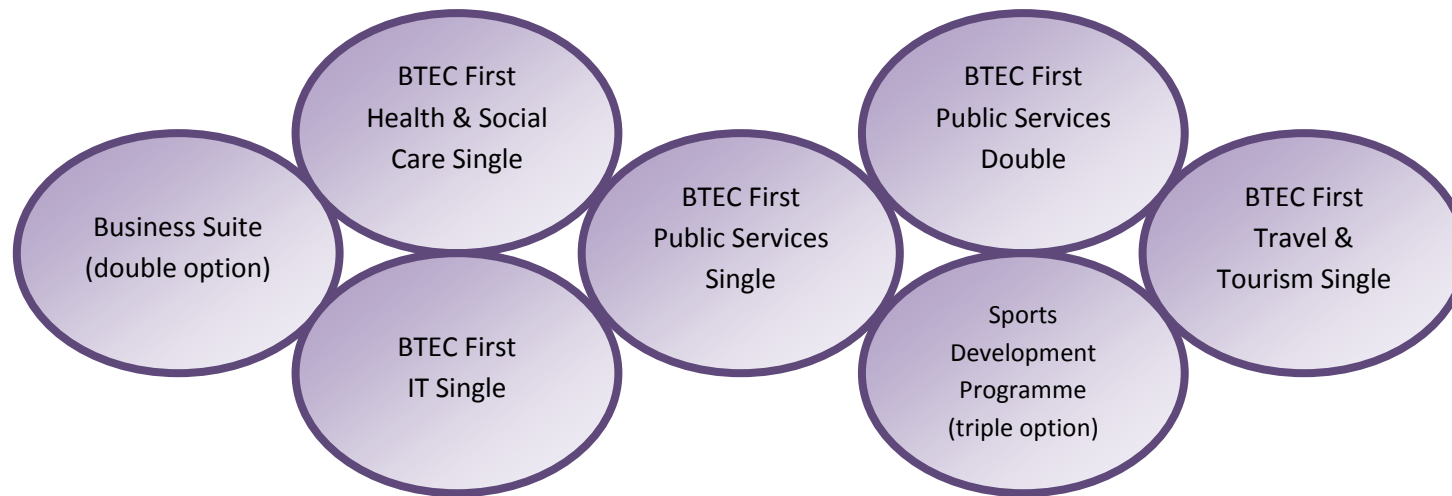 Business Suite
(double option)
BTEC First
Health & Social
Care Single
BTEC First
IT Single
BTEC First
Public Services
Single
BTEC First
Public Services
Double
Sports
Development
Programme
(triple option)
BTEC First
Travel &
Tourism Single